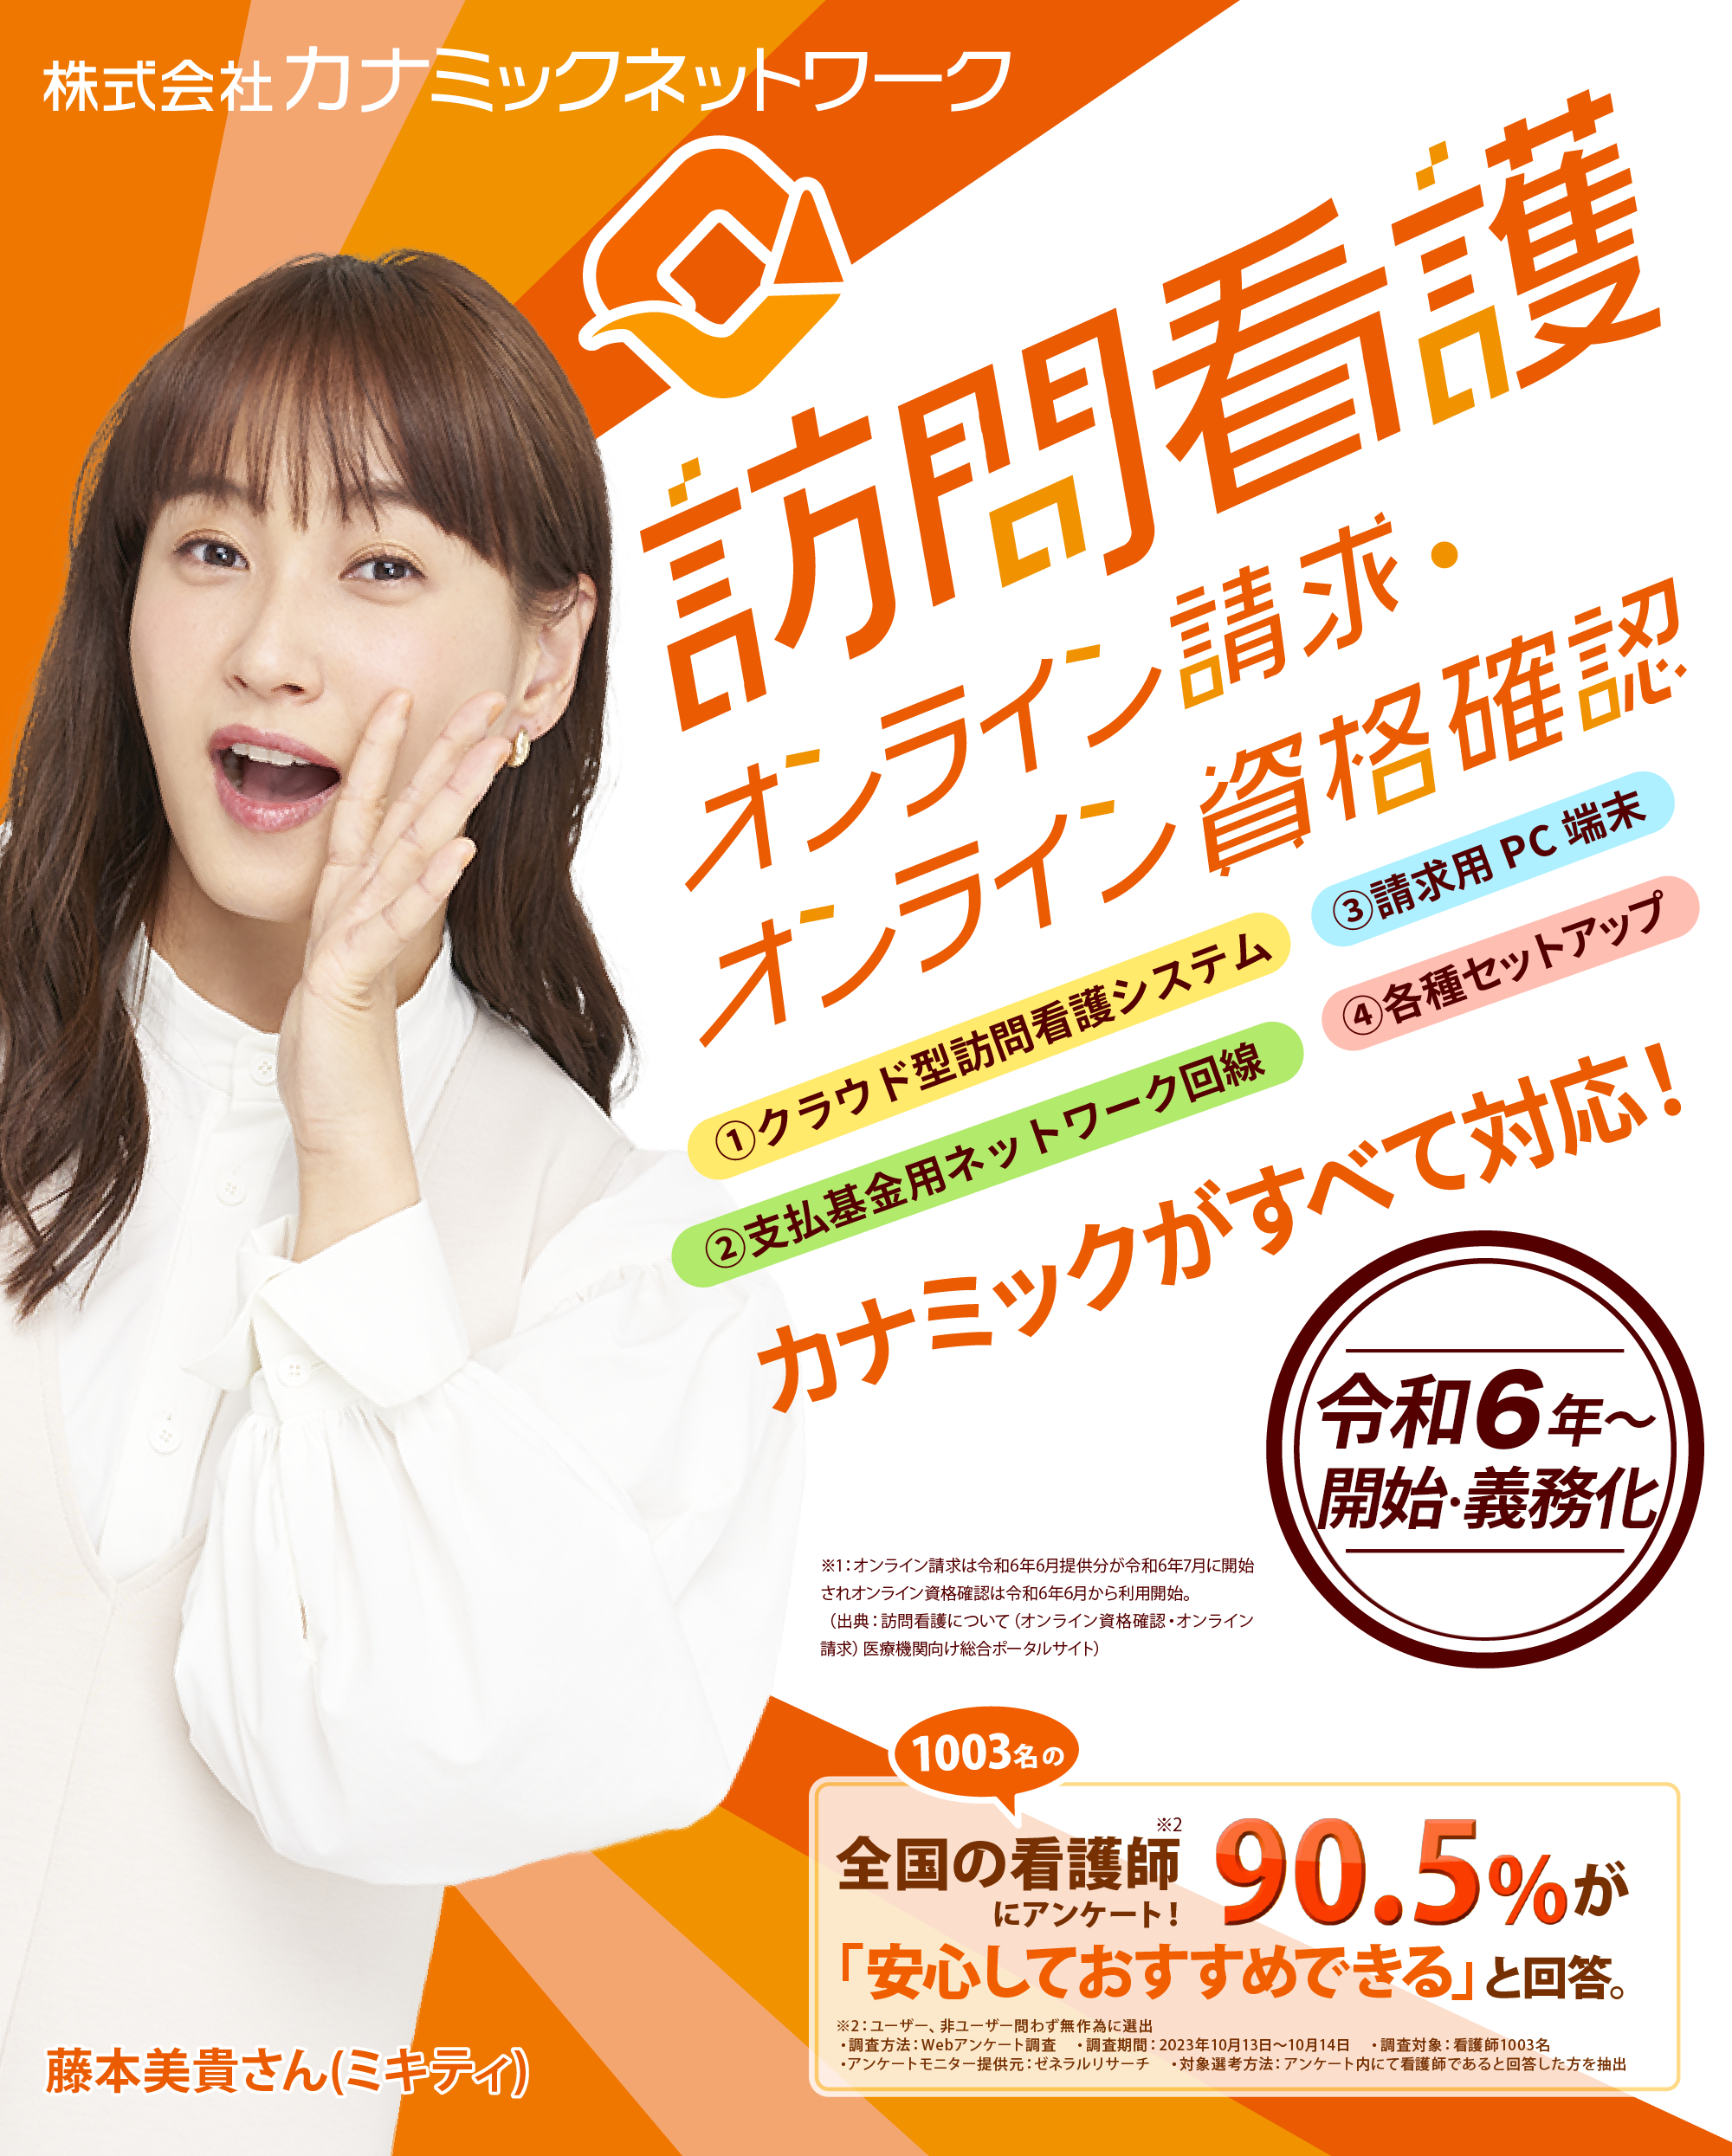 株式会社カナミックネットワーク
訪問看護
オンライン請求・
オンライン資格確認
①クラウド型訪問看護システム
②支払基金用ネットワーク回線
③請求用PC端末
④各種セットアップ
カナミックがすべて対応！
令和6年～
開始・義務化
※1：オンライン請求は令和6年6月提供分が令和6年7月に開始
されオンライン資格確認は令和6年6月から利用開始。
（出典：訪問看護について（オンライン資格確認・オンライン
請求）医療機関向け総合ポータルサイト）
1003名の
全国の看護師※2
にアンケート！
90.5%が
「安心しておすすめできる」と回答。
※2：ユーザー、非ユーザー問わず無作為に選出
・調査方法：Webアンケート調査　・調査期間：2023年10月13日〜10月14日　・調査対象：看護師1003名
・アンケートモニター提供元：ゼネラルリサーチ　・対象選考方法：アンケート内にて看護師であると回答した方を抽出
藤本美貴さん(ミキティ)